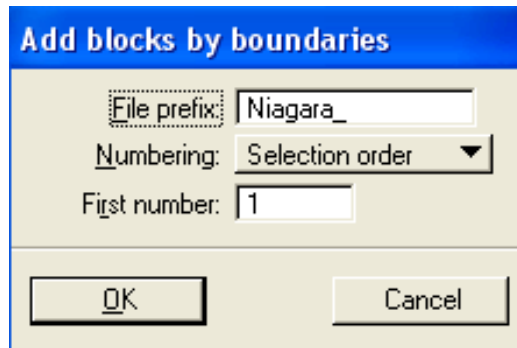 Add blocks by boundaries
File prefix: Niagara_
Numbering: Selection order
First number: 1
OK Cancel